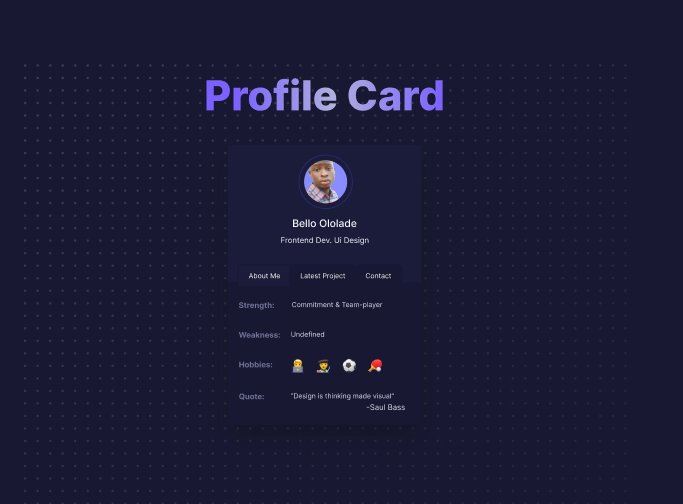 Profile Card
Bello Ololade
Frontend Dev. Ui Design
About Me Latest Project Contact
Strength: Commitment & Team-player
Weakness: Undefined
Hobbies:
Quote: "Design is thinking made visual"
-Saul Bass